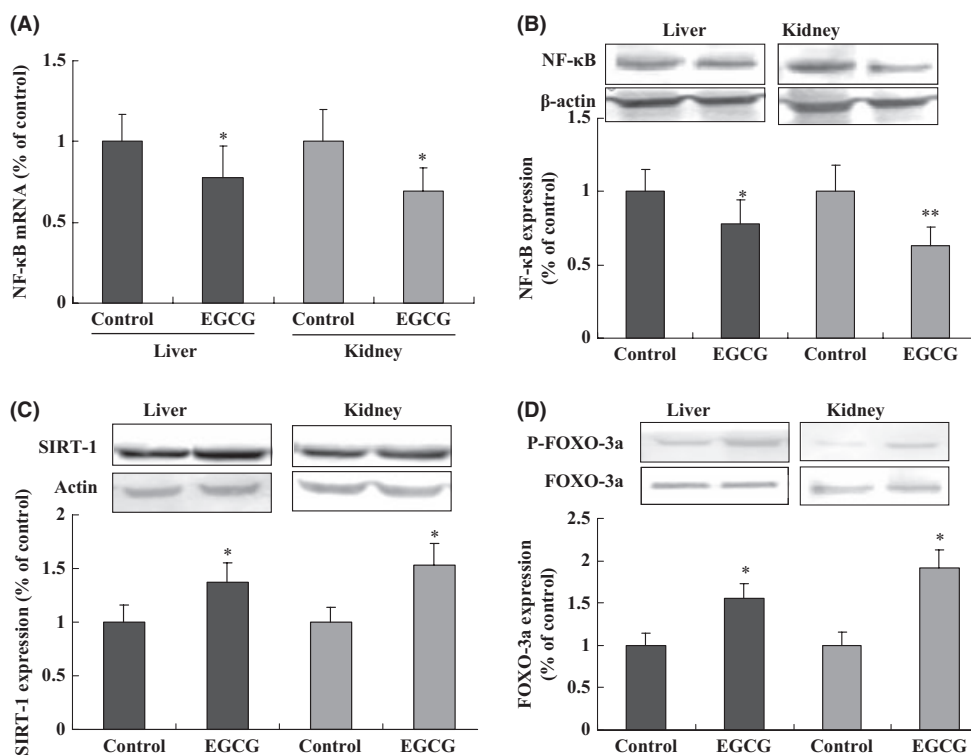 (A)
NF-κB mRNA (% of control)
1.5
1
0.5
0
*
*
Control EGCG Control EGCG
Liver Kidney
(B)
Liver Kidney
NF-κB
β-actin
NF-κB expression
(% of control)
1.5
1
0.5
0
*
**
Control EGCG Control EGCG
(C)
Liver Kidney
SIRT-1
Actin
SIRT-1 expression (% of control)
2
1.5
1
0.5
0
*
*
Control EGCG Control EGCG
(D)
Liver Kidney
P-FOXO-3a
FOXO-3a
FOXO-3a expression
(% of control)
2.5
2
1.5
1
0.5
0
*
*
Control EGCG Control EGCG